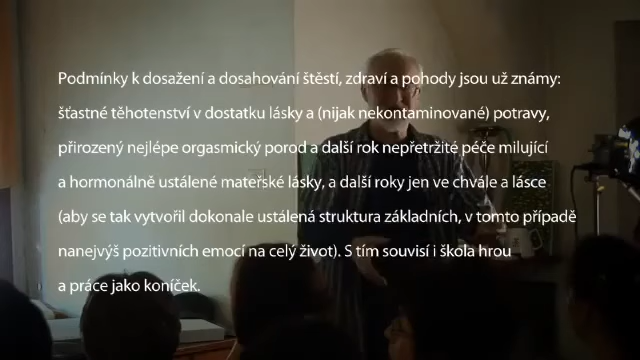 Podmínky k dosažení a dosahování štěstí, zdraví a pohody jsou už známy:
šťastné těhotenství v dostatku lásky a (nijak nekontaminované) potravy,
přirozený nejlépe orgasmický porod a další rok nepřetržité péče milující
a hormonálně ustálené mateřské lásky, a další roky jen ve chvále a lásce
(aby se tak vytvořil dokonale ustálená struktura základních, v tomto případě
nanejvýš pozitivních emocí na celý život). S tím souvisí i škola hrou
a práce jako koníček.